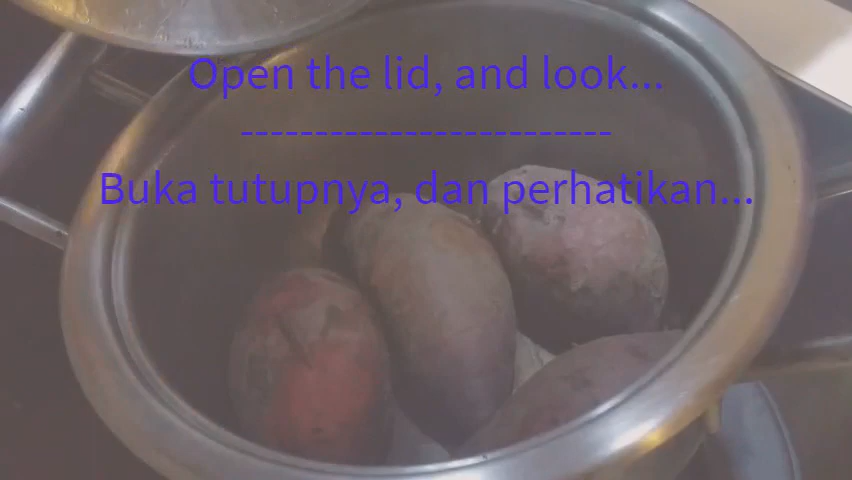 Open the lid, and look...
-------------------------
Buka tutupnya, dan perhatikan...